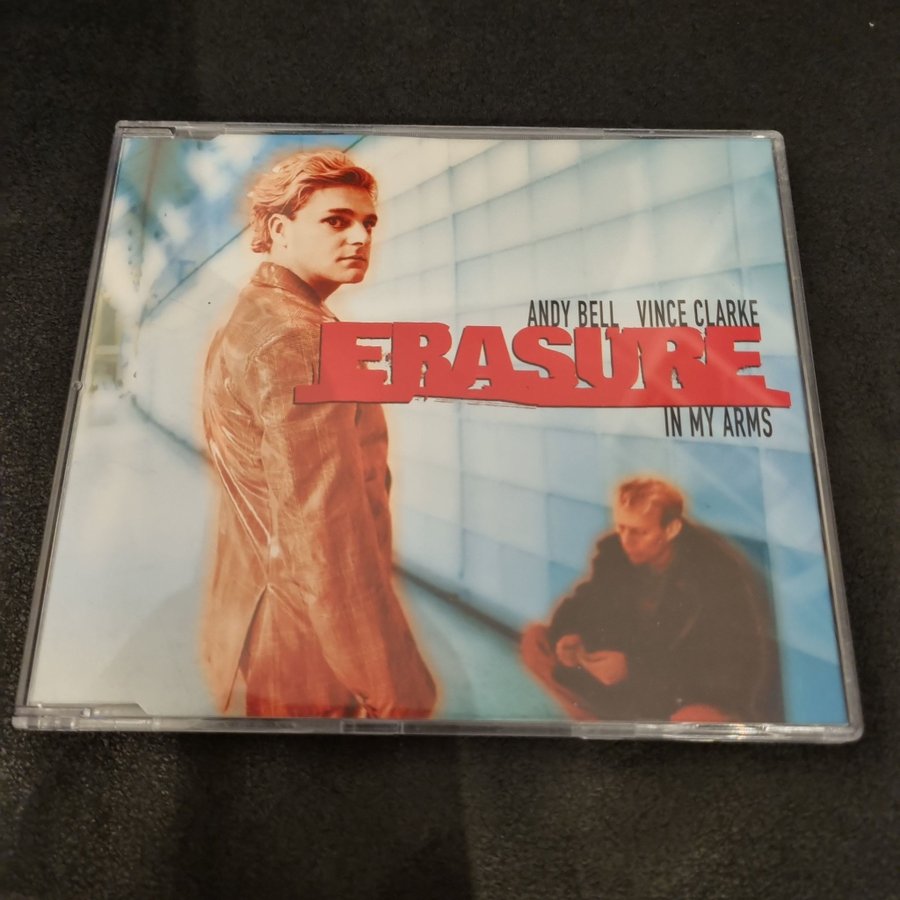 ANDY BELL VINCE CLARKE
ERASURE
IN MY ARMS